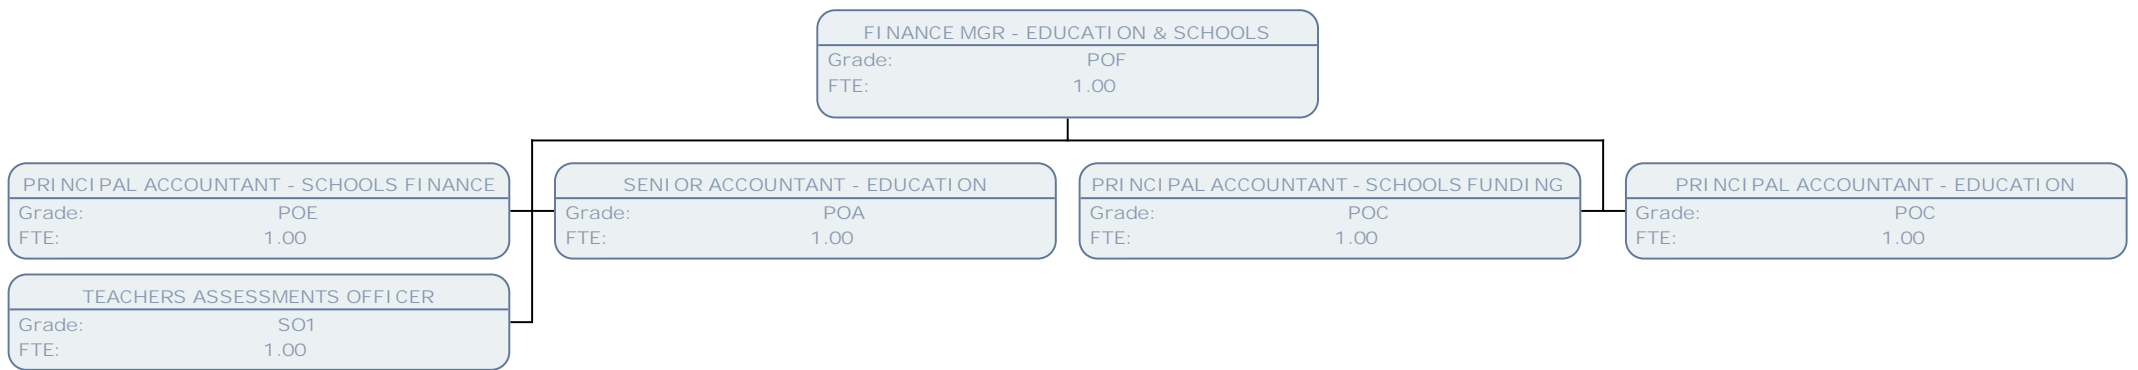 FINANCE MGR - EDUCATION & SCHOOLS
Grade: POF
FTE: 1.00
PRINCIPAL ACCOUNTANT - SCHOOLS FINANCE
Grade: POE
FTE: 1.00
SENIOR ACCOUNTANT - EDUCATION
Grade: POA
FTE: 1.00
PRINCIPAL ACCOUNTANT - SCHOOLS FUNDING
Grade: POC
FTE: 1.00
PRINCIPAL ACCOUNTANT - EDUCATION
Grade: POC
FTE: 1.00
TEACHERS ASSESSMENTS OFFICER
Grade: SO1
FTE: 1.00